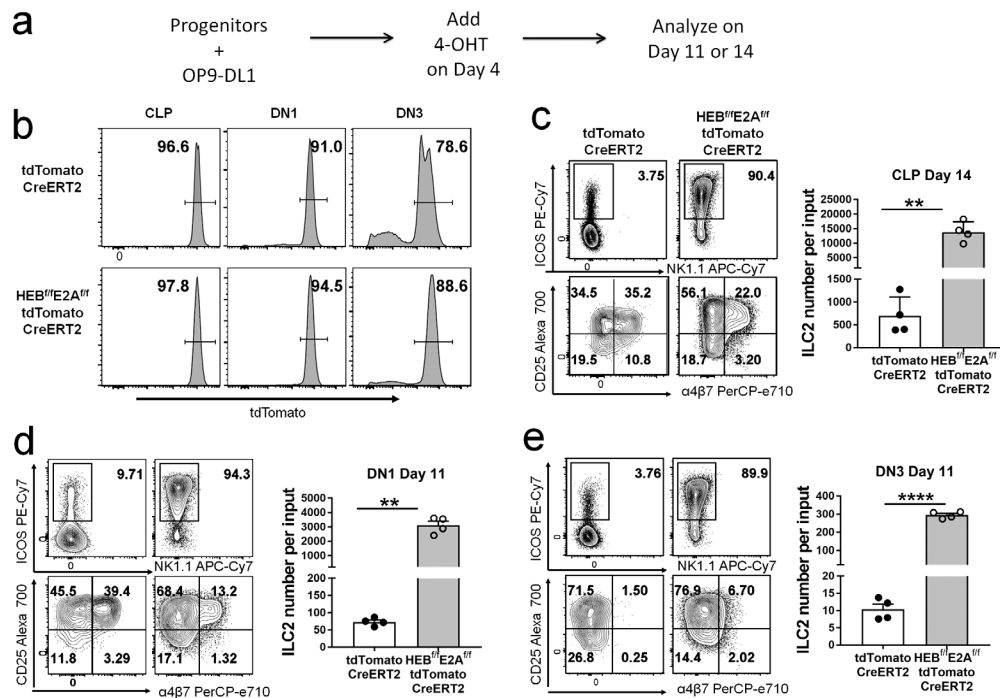 a
Progenitors
+
OP9-DL1
Add
4-OHT
on Day 4
Analyze on
Day 11 or 14
b
CLP
DN1
DN3
tdTomato
CreERT2
96.6
91.0
78.6
0
HEBf/fE2Af/f
tdTomato
CreERT2
97.8
94.5
88.6
tdTomato
c
tdTomato
CreERT2
HEBf/fE2Af/f
tdTomato
CreERT2
ICOS PE-Cy7
3.75
90.4
0
0
NK1.1 APC-Cy7
CD25 Alexa 700
34.5
35.2
19.5
10.8
56.1
22.0
18.7
3.20
0
α4β7 PerCP-e710
CLP Day 14
**
ILC2 number per input
25000
20000
15000
10000
5000
1500
1000
500
0
tdTomato
CreERT2
HEBf/fE2Af/f
tdTomato
CreERT2
d
ICOS PE-Cy7
9.71
94.3
0
0
NK1.1 APC-Cy7
CD25 Alexa 700
45.5
39.4
11.8
3.29
68.4
13.2
17.1
1.32
0
α4β7 PerCP-e710
DN1 Day 11
**
ILC2 number per input
5000
4000
3000
2000
1000
200
150
100
50
0
tdTomato
CreERT2
HEBf/fE2Af/f
tdTomato
CreERT2
e
ICOS PE-Cy7
3.76
89.9
0
0
NK1.1 APC-Cy7
CD25 Alexa 700
71.5
1.50
26.8
0.25
76.9
6.70
14.4
2.02
0
α4β7 PerCP-e710
DN3 Day 11
****
ILC2 number per input
400
300
200
100
20
15
10
5
0
tdTomato
CreERT2
HEBf/fE2Af/f
tdTomato
CreERT2